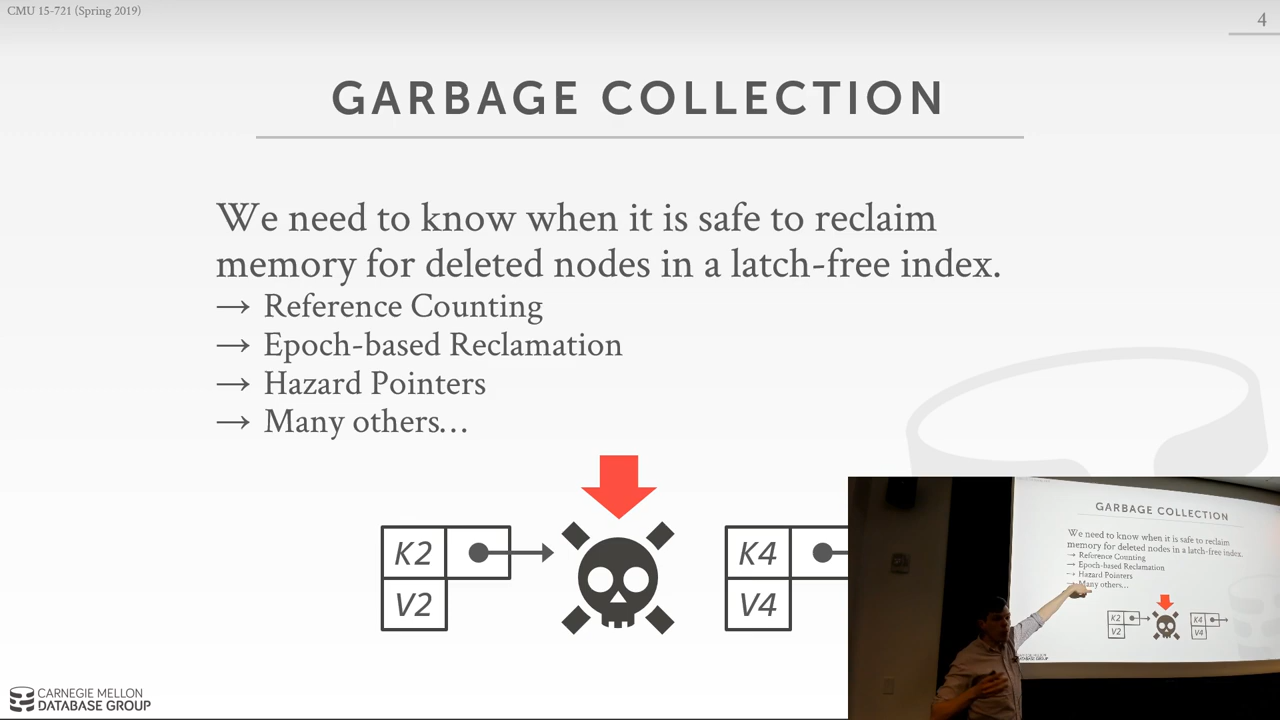 CMU 15-721 (Spring 2019)
4
GARBAGE COLLECTION
We need to know when it is safe to reclaim
memory for deleted nodes in a latch-free index.
→ Reference Counting
→ Epoch-based Reclamation
→ Hazard Pointers
→ Many others…
K2
V2
K4
V4
CARNEGIE MELLON
DATABASE GROUP
GARBAGE COLLECTION
We need to know when it is safe to reclaim
memory for deleted nodes in a latch-free index.
→ Reference Counting
→ Epoch-based Reclamation
→ Hazard Pointers
→ Many others…
K2
V2
K4
V4